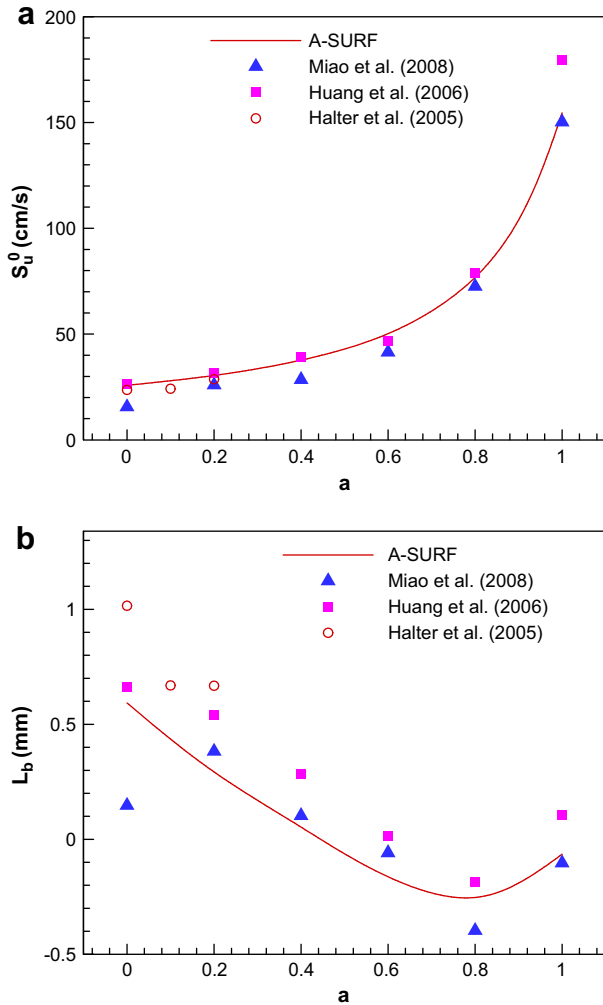 a
200
150
100
50
0
S_u^0 (cm/s)
A-SURF
Miao et al. (2008)
Huang et al. (2006)
Halter et al. (2005)
0 0.2 0.4 0.6 0.8 1
a
b
1
0.5
0
-0.5
L_b (mm)
A-SURF
Miao et al. (2008)
Huang et al. (2006)
Halter et al. (2005)
0 0.2 0.4 0.6 0.8 1
a